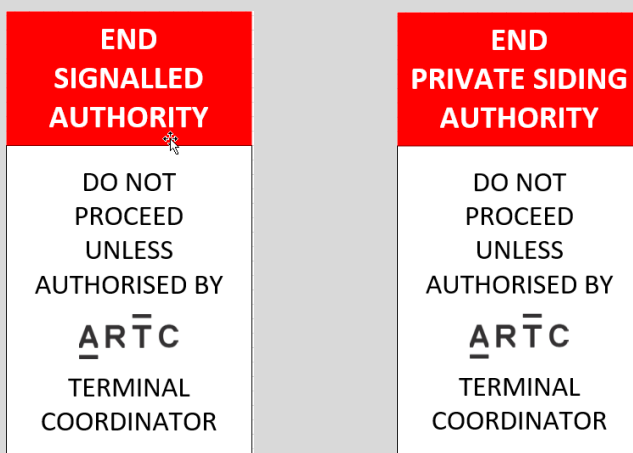 END
SIGNALLED
AUTHORITY
DO NOT
PROCEED
UNLESS
AUTHORISED BY
ARTC
TERMINAL
COORDINATOR
END
PRIVATE SIDING
AUTHORITY
DO NOT
PROCEED
UNLESS
AUTHORISED BY
ARTC
TERMINAL
COORDINATOR